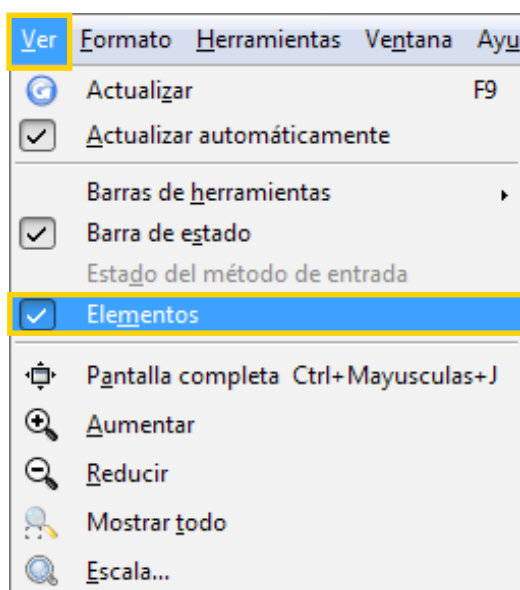 Ver Formato Herramientas Ventana Ayu
Actualizar F9
Actualizar automáticamente
Barras de herramientas
Barra de estado
Estado del método de entrada
Elementos
Pantalla completa Ctrl+Mayusculas+J
Aumentar
Reducir
Mostrar todo
Escala...